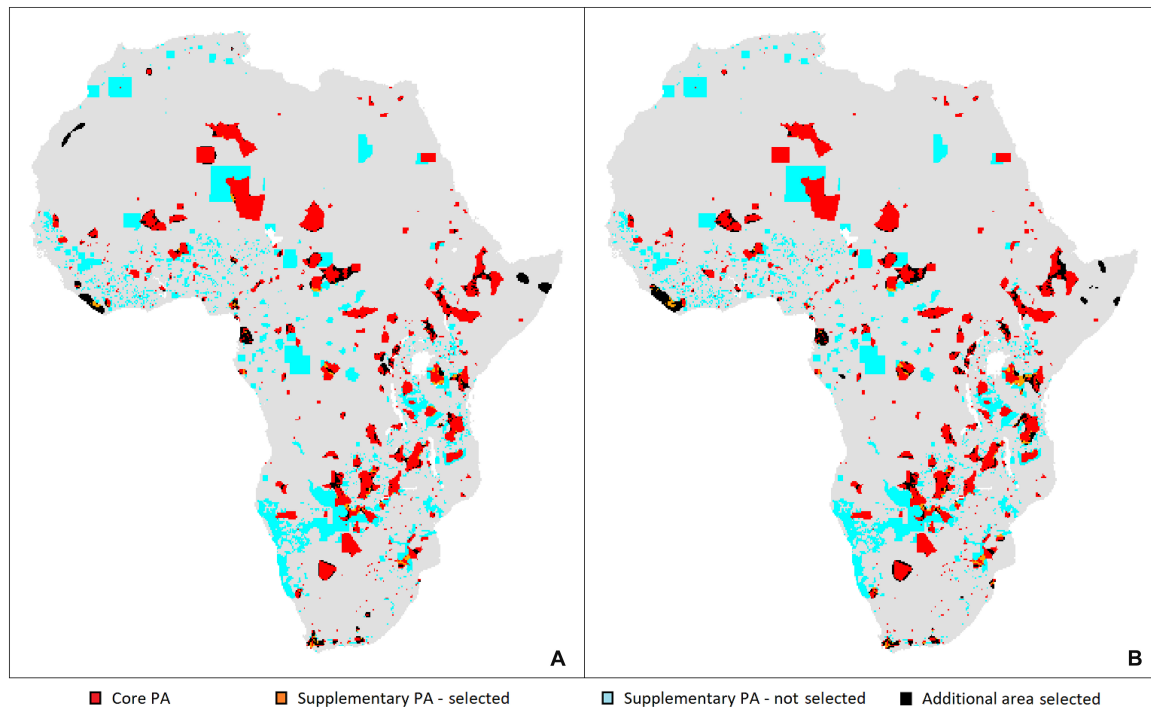 A
B
Core PA
Supplementary PA - selected
Supplementary PA - not selected
Additional area selected